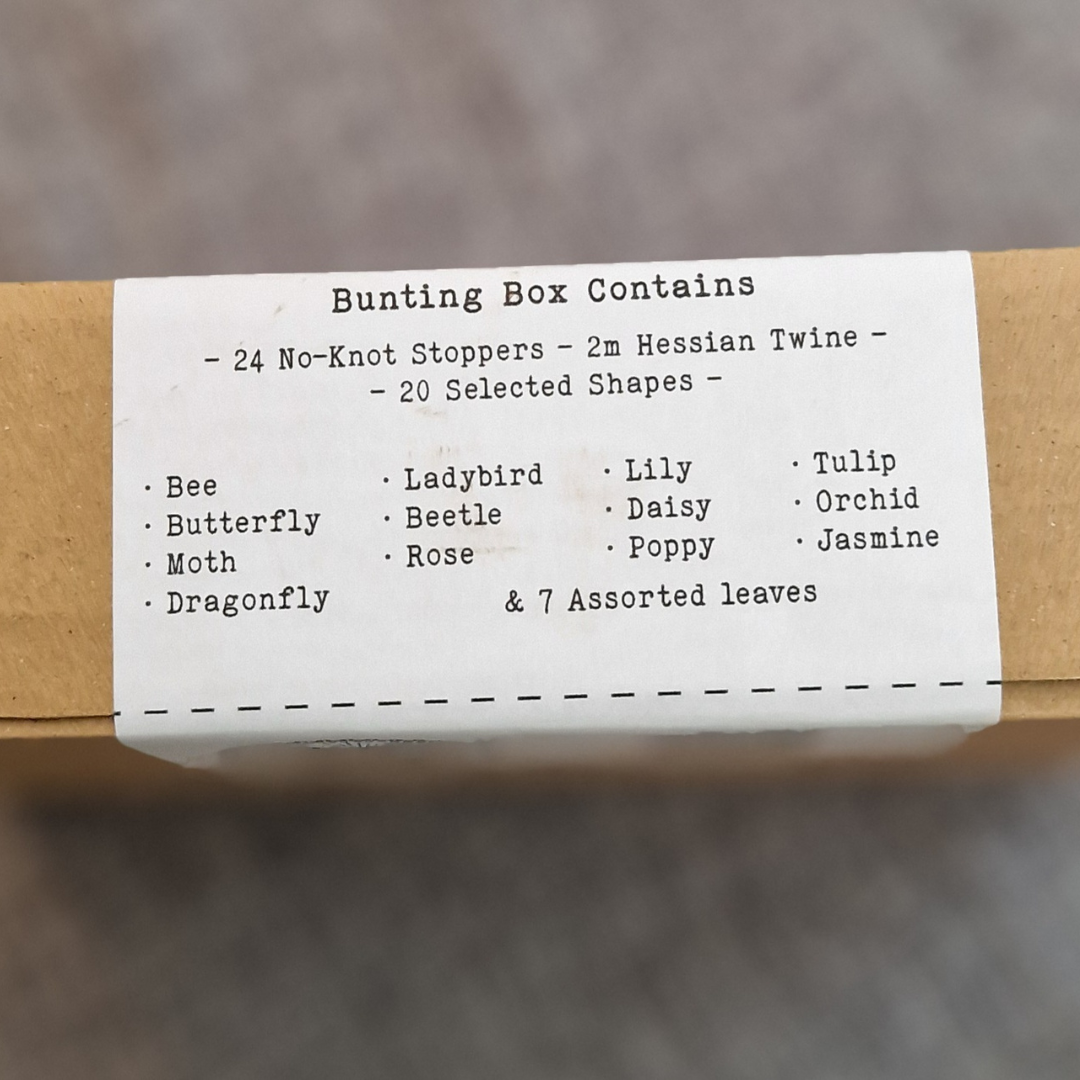 Bunting Box Contains
- 24 No-Knot Stoppers - 2m Hessian Twine -
- 20 Selected Shapes -
· Bee
· Butterfly
· Moth
· Dragonfly
· Ladybird
· Beetle
· Rose
· Lily
· Daisy
· Poppy
· Tulip
· Orchid
· Jasmine
& 7 Assorted leaves